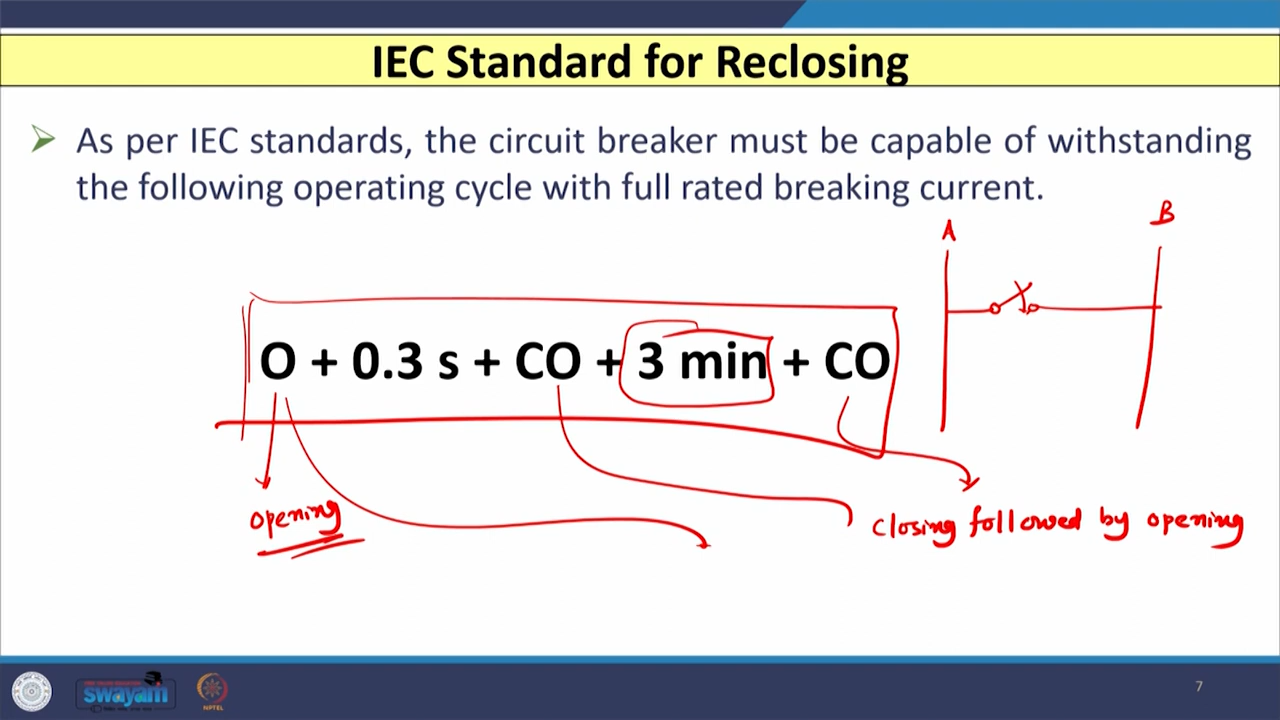 IEC Standard for Reclosing
As per IEC standards, the circuit breaker must be capable of withstanding
the following operating cycle with full rated breaking current.
A
B
O + 0.3 s + CO + 3 min + CO
opening
closing followed by opening
swayam
NPTEL
7